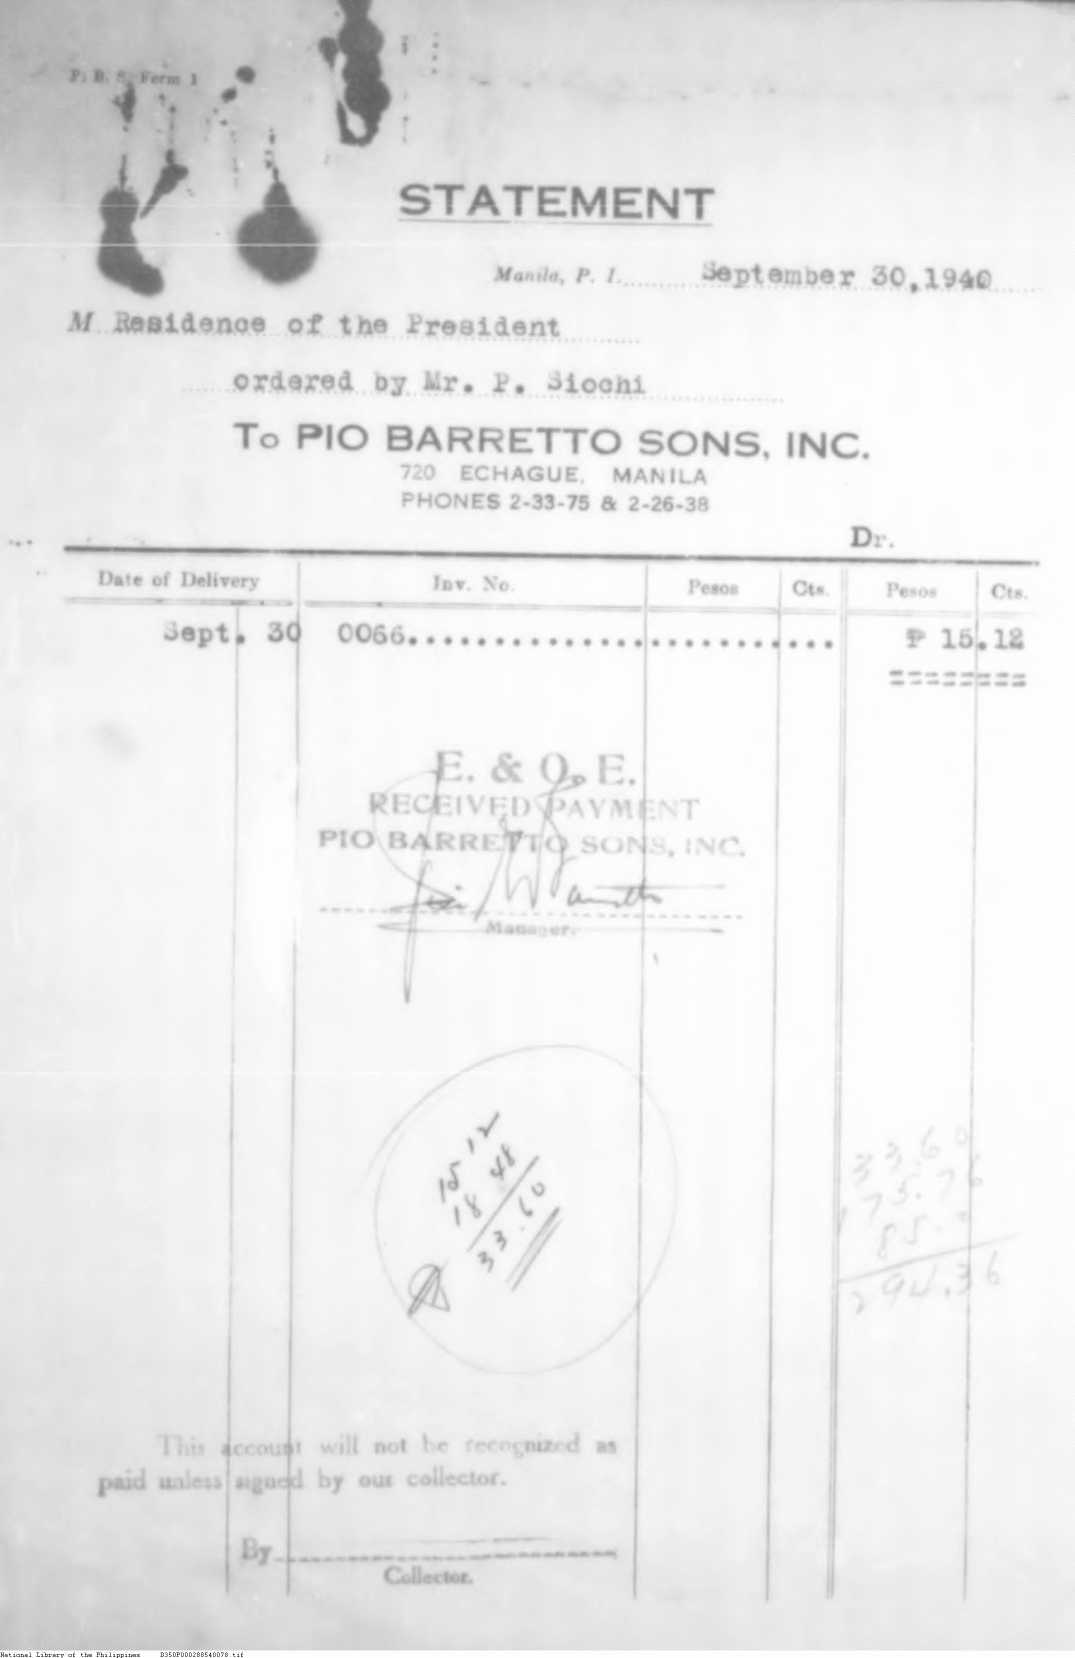 P. B. S. Form 1
STATEMENT
Manila, P. I. September 30, 1940
M Residence of the President
ordered by Mr. P. Siochi
To PIO BARRETTO SONS, INC.
720 ECHAGUE, MANILA
PHONES 2-33-75 & 2-26-38
Dr.
Date of Delivery Inv. No. Pesos Cts. Pesos Cts.
Sept. 30 0066.......................... ₱ 15.12
========
E. & O. E.
RECEIVED PAYMENT
PIO BARRETTO SONS, INC.
Manager.
15 12
18 48
33.60
33.60
175.76
85.
294.36
This account will not be recognized as
paid unless signed by our collector.
By
Collector.
National Library of the Philippines B350P000288540078.tif